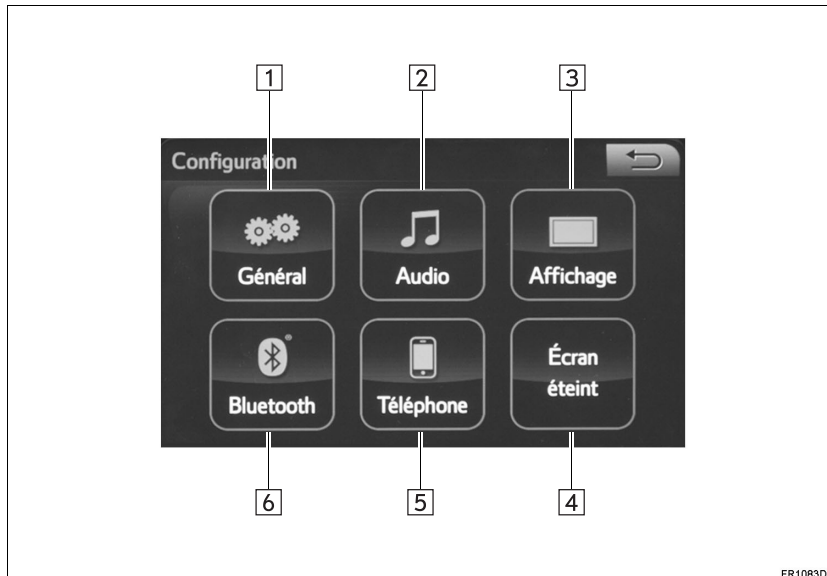 1 2 3
Configuration
Général Audio Affichage
Bluetooth ® Téléphone Écran
éteint
6 5 4
FR1083D